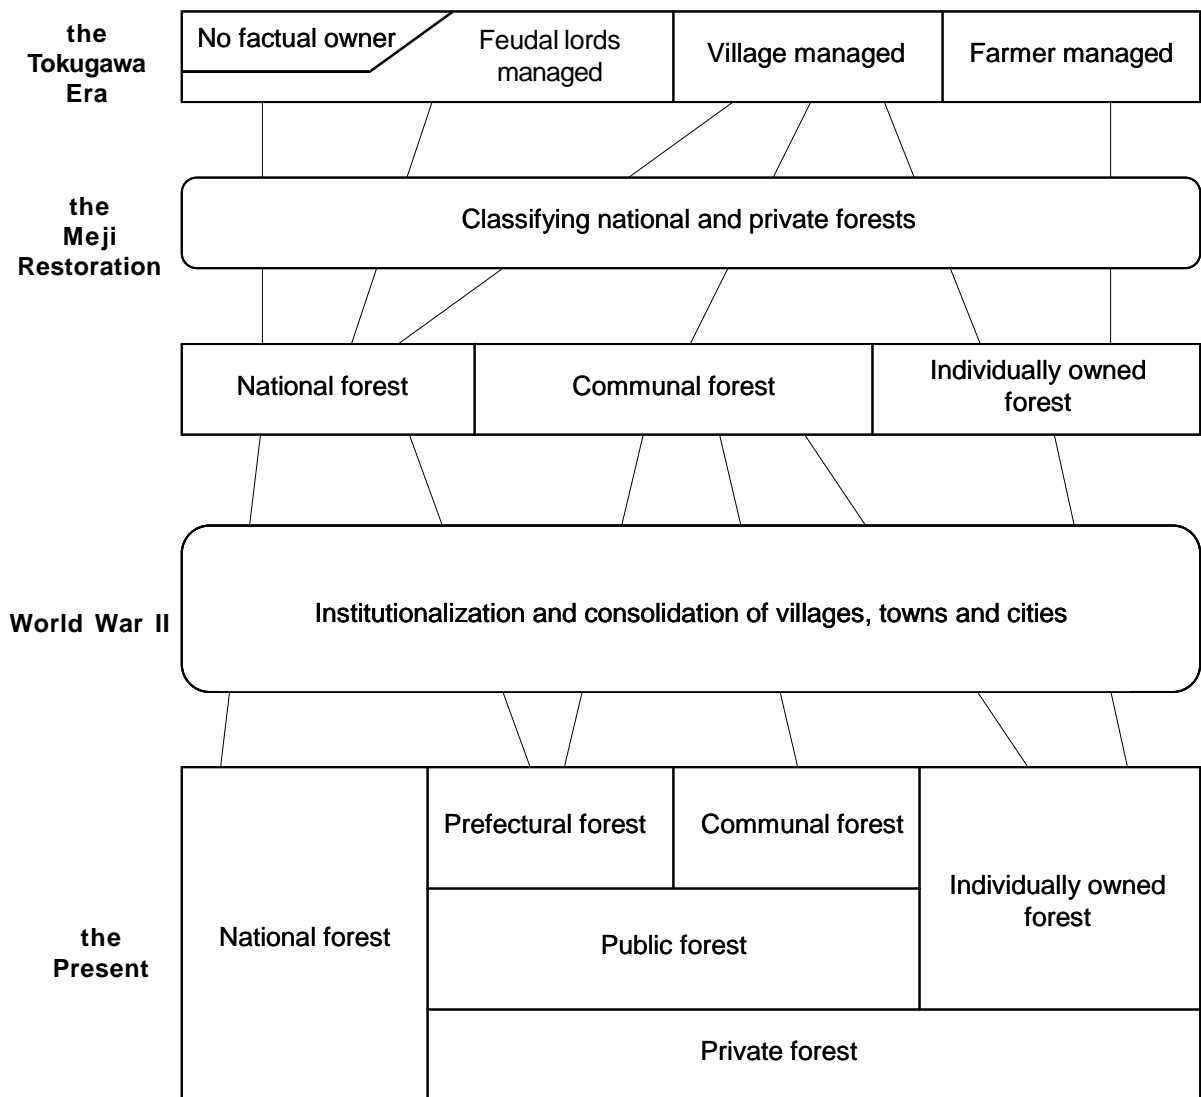 the
Tokugawa
Era
No factual owner
Feudal lords
managed
Village managed
Farmer managed
the
Meji
Restoration
Classifying national and private forests
National forest
Communal forest
Individually owned
forest
World War II
Institutionalization and consolidation of villages, towns and cities
the
Present
National forest
Prefectural forest
Communal forest
Individually owned
forest
Public forest
Private forest